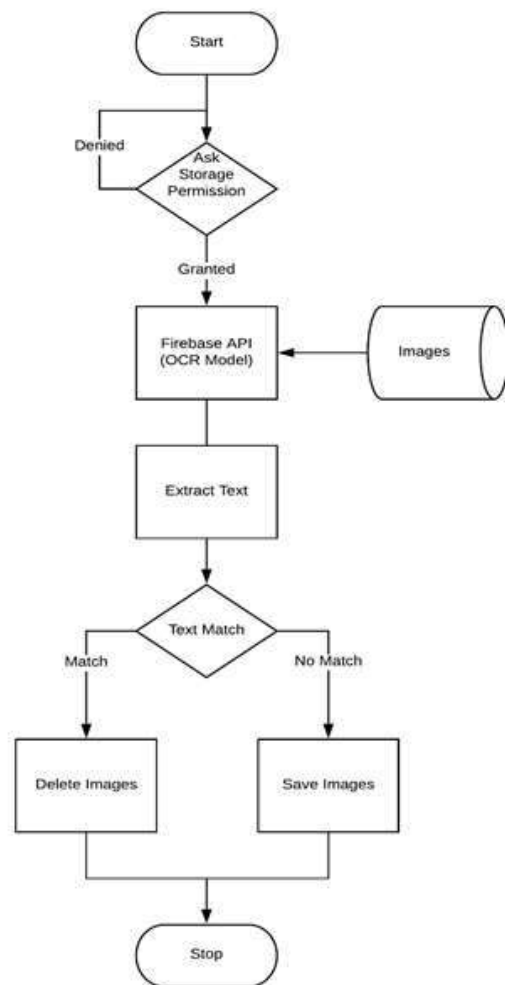 Start
Denied
Ask
Storage
Permission
Granted
Firebase API
(OCR Model)
Images
Extract Text
Text Match
Match
No Match
Delete Images
Save Images
Stop